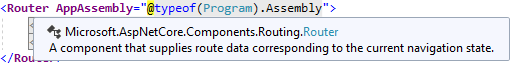 <Router AppAssembly="@typeof(Program).Assembly">
Microsoft.AspNetCore.Components.Routing.Router
A component that supplies route data corresponding to the current navigation state.
</Router>